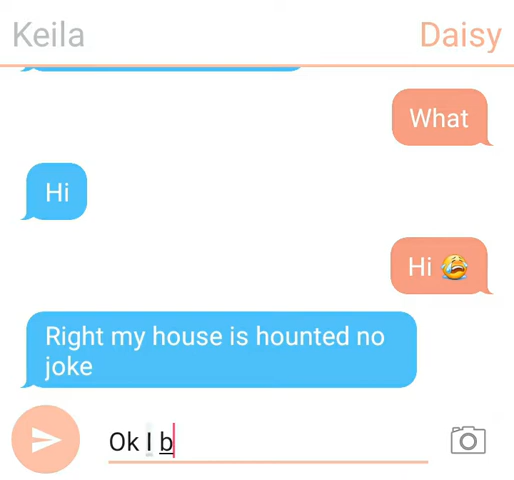 Keila
Daisy
What
Hi
Hi 😭
Right my house is hounted no
joke
Ok I b